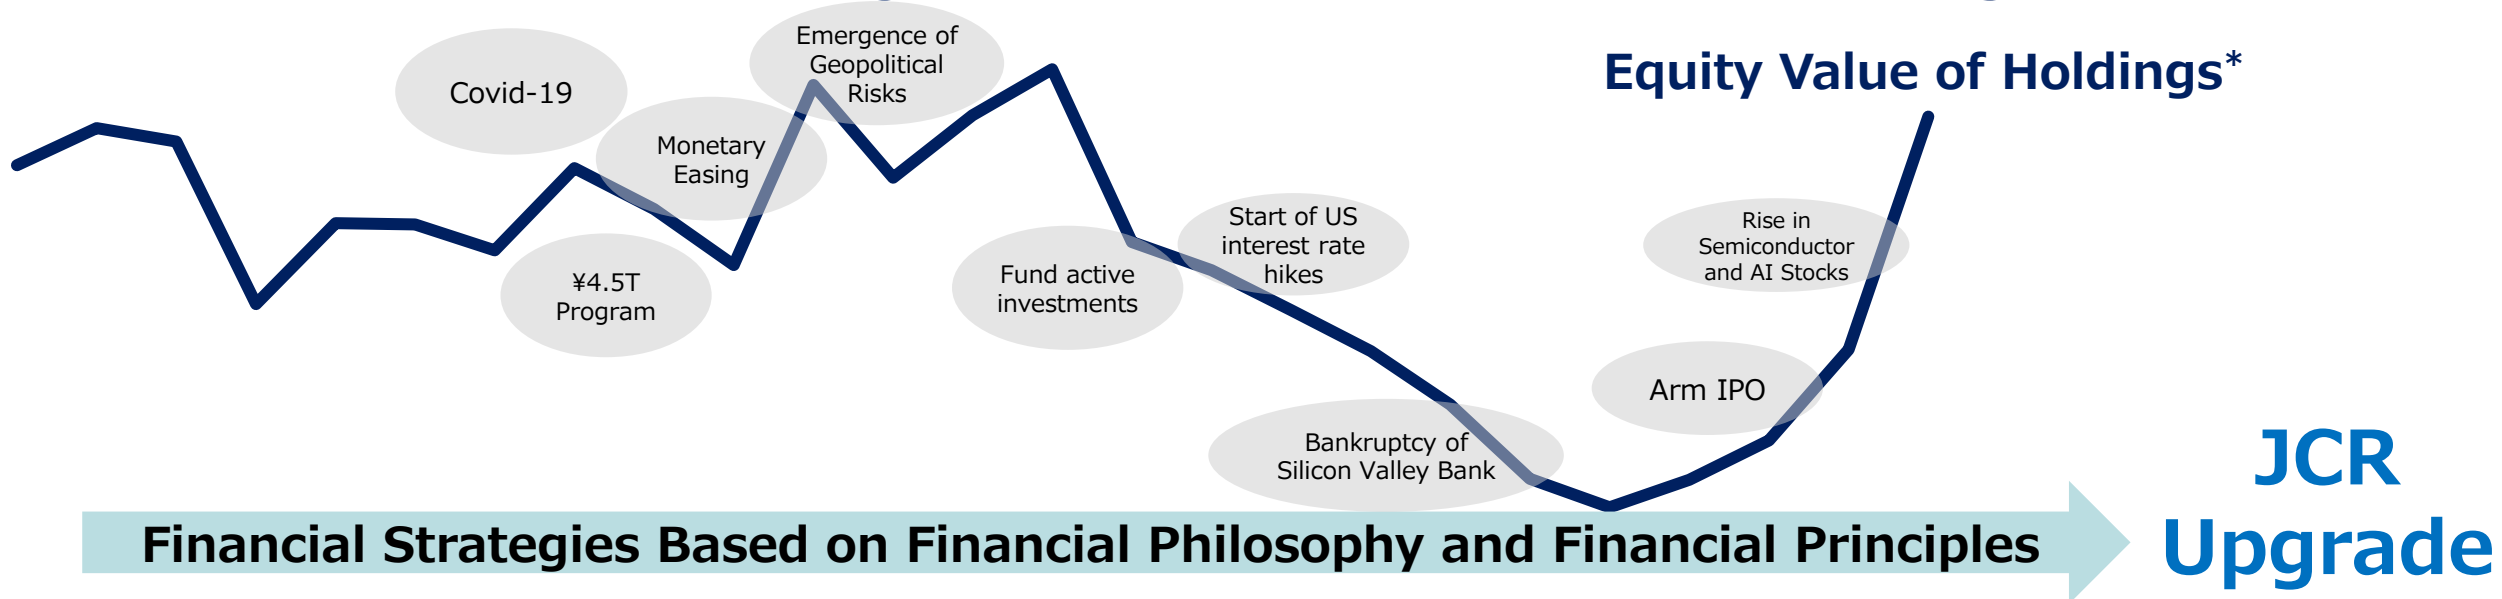 Emergence of
Geopolitical
Risks
Equity Value of Holdings*
Covid-19
Monetary
Easing
Start of US
interest rate
hikes
Rise in
Semiconductor
and AI Stocks
¥4.5T
Program
Fund active
investments
Arm IPO
Bankruptcy of
Silicon Valley Bank
JCR
Upgrade
Financial Strategies Based on Financial Philosophy and Financial Principles